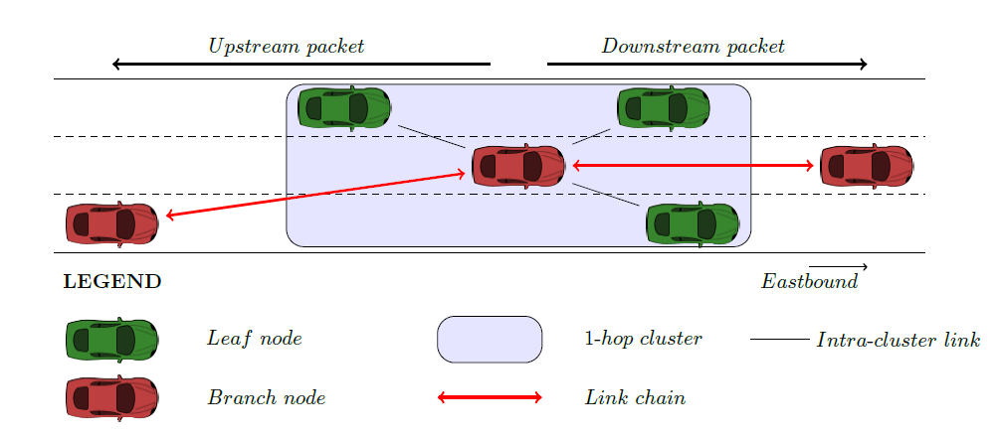 Upstream packet
Downstream packet
Eastbound
LEGEND
Leaf node
1-hop cluster
Intra-cluster link
Branch node
Link chain